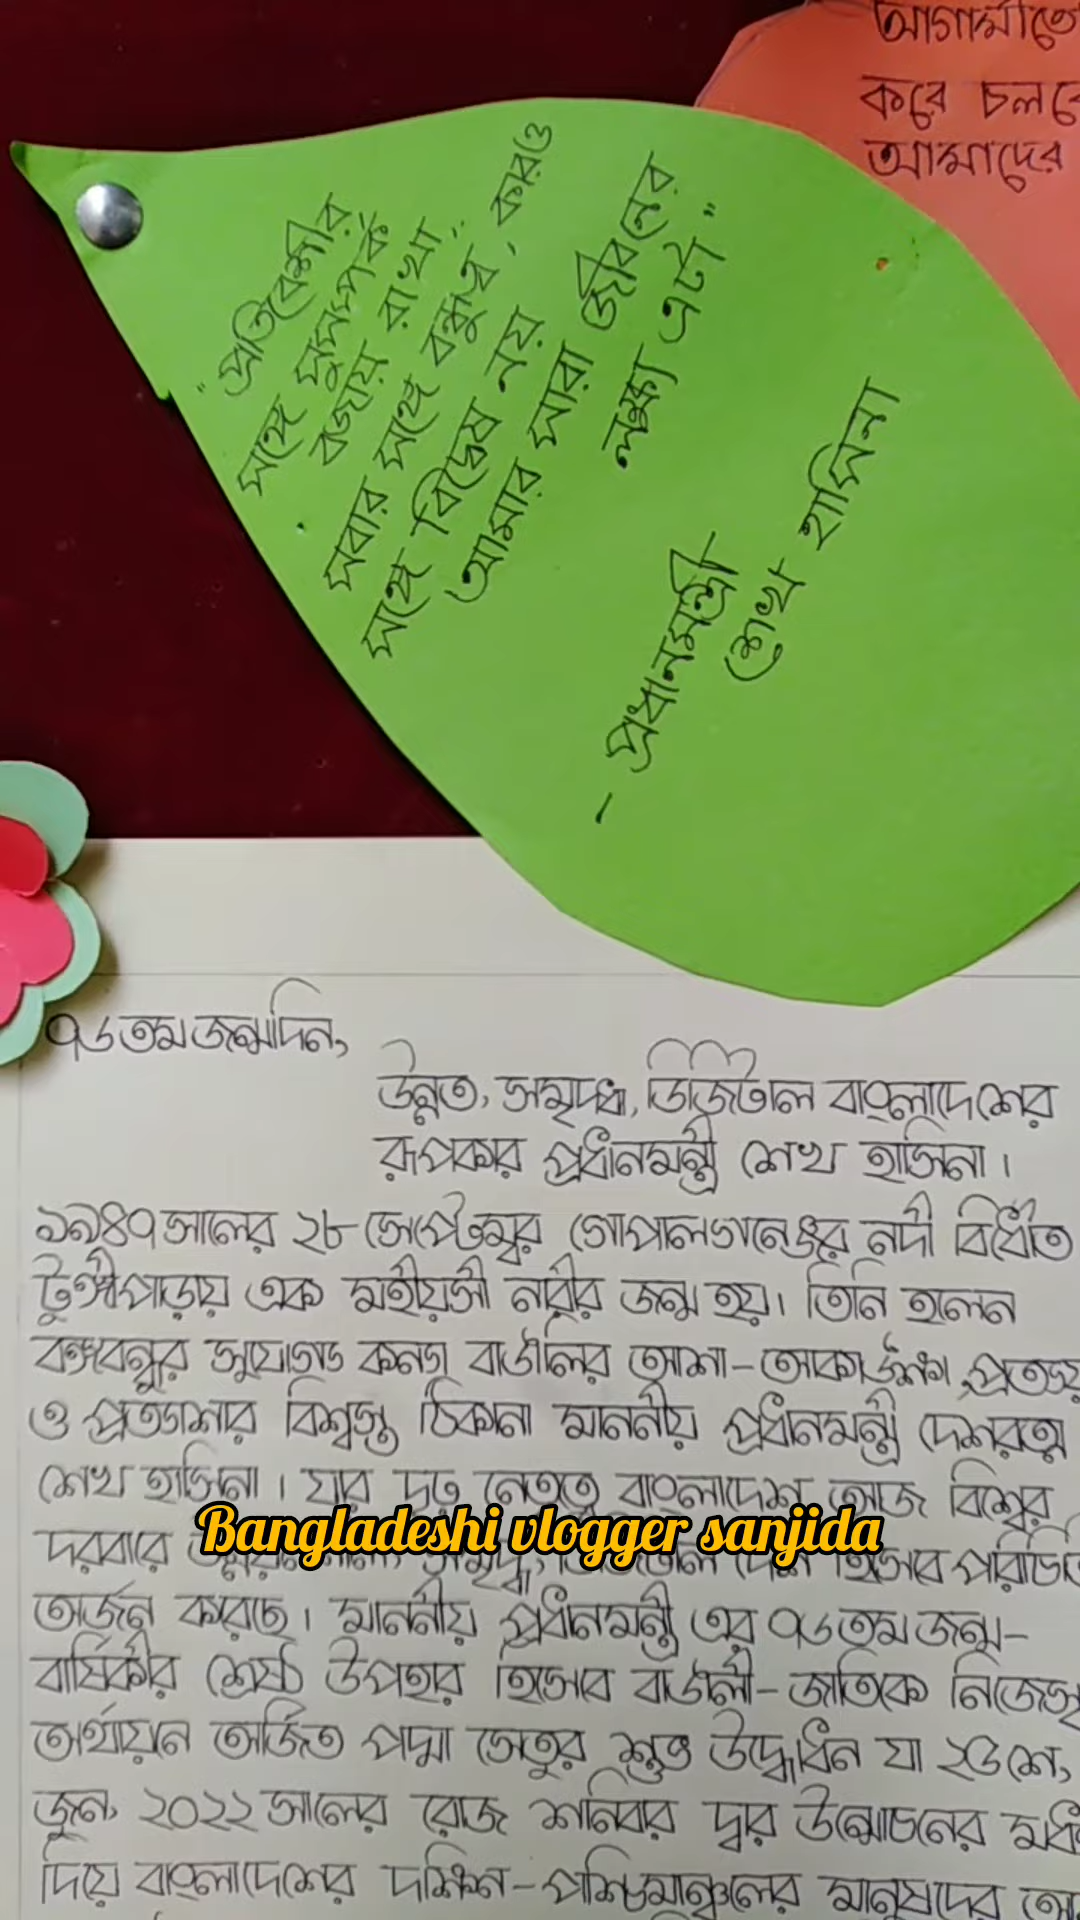 আগামীতে
করে চলবে
আমাদের
"প্রতিবেশীর
সঙ্গে সুসম্পর্ক
বজায় রাখা
সবার সঙ্গে বন্ধুত্ব, কারও
সঙ্গে বিদ্বেষ নয়
আমার সারা জীবনের
লক্ষ্য এটা"
- প্রধানমন্ত্রী
শেখ হাসিনা
৭৬তম জন্মদিন,
উন্নত, সমৃদ্ধ, ডিজিটাল বাংলাদেশের
রূপকার প্রধানমন্ত্রী শেখ হাসিনা।
১৯৪৭ সালের ২৮ সেপ্টেম্বর গোপালগঞ্জের নদী বিধৌত
টুঙ্গীপাড়ায় এক মহীয়সী নারীর জন্ম হয়। তিনি হলেন
বঙ্গবন্ধুর সুযোগ্য কন্যা বাঙালির আশা-আকাঙ্ক্ষা, প্রত্যয়
ও প্রত্যাশার বিশ্বস্ত ঠিকানা মাননীয় প্রধানমন্ত্রী দেশরত্ন
শেখ হাসিনা। যার দৃঢ় নেতৃত্বে বাংলাদেশ আজ বিশ্বের
Bangladeshi vlogger sanjida
দরবারে সমৃদ্ধ, হিসেবে
অর্জন করেছে। মাননীয় প্রধানমন্ত্রী এর ৭৬তম জন্ম-
বার্ষিকীর শ্রেষ্ঠ উপহার হিসেবে বাঙালী-জাতিকে নিজেস্ব
অর্থায়নে অর্জিত পদ্মা সেতুর শুভ উদ্বোধন যা ২৫শে,
জুন, ২০২২ সালের রোজ শনিবার দ্বার উন্মোচনের
দিয়ে বাংলাদেশের দক্ষিন-পশ্চিমাঞ্চলের মানুষদের